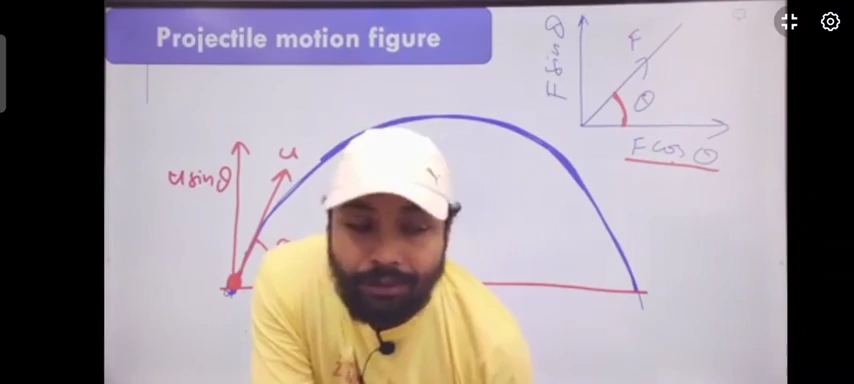 Projectile motion figure
F sin θ
F
θ
F cos θ
u
u sin θ